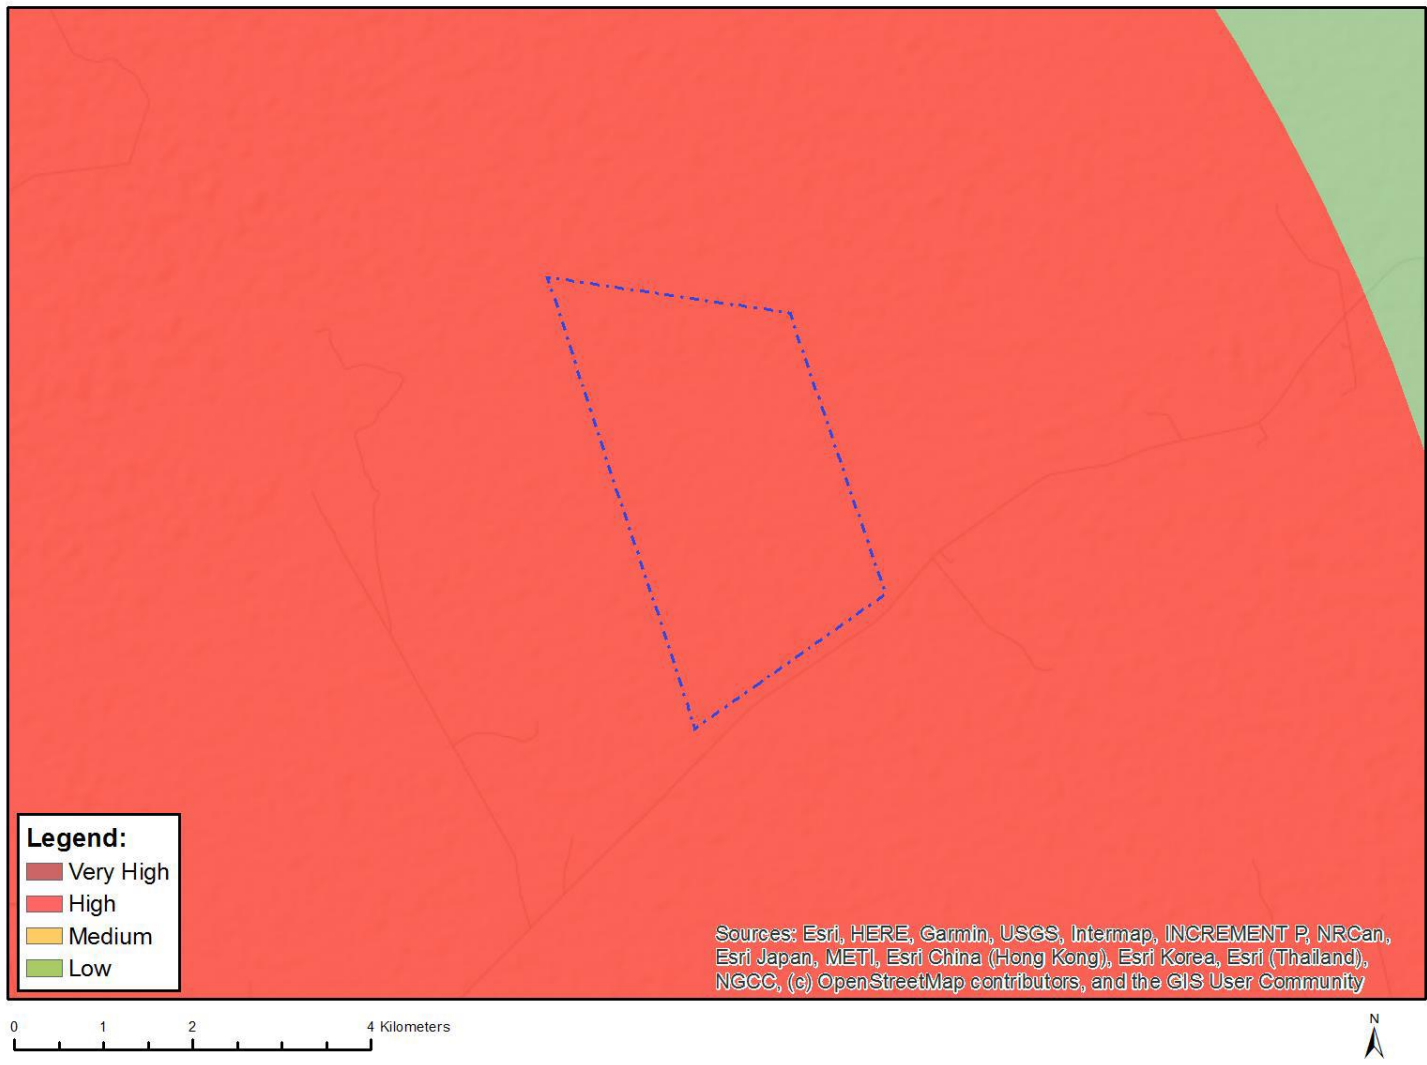 Legend:
Very High
High
Medium
Low
Sources: Esri, HERE, Garmin, USGS, Intermap, INCREMENT P, NRCan,
Esri Japan, METI, Esri China (Hong Kong), Esri Korea, Esri (Thailand),
NGCC, (c) OpenStreetMap contributors, and the GIS User Community
0 1 2 4 Kilometers
N